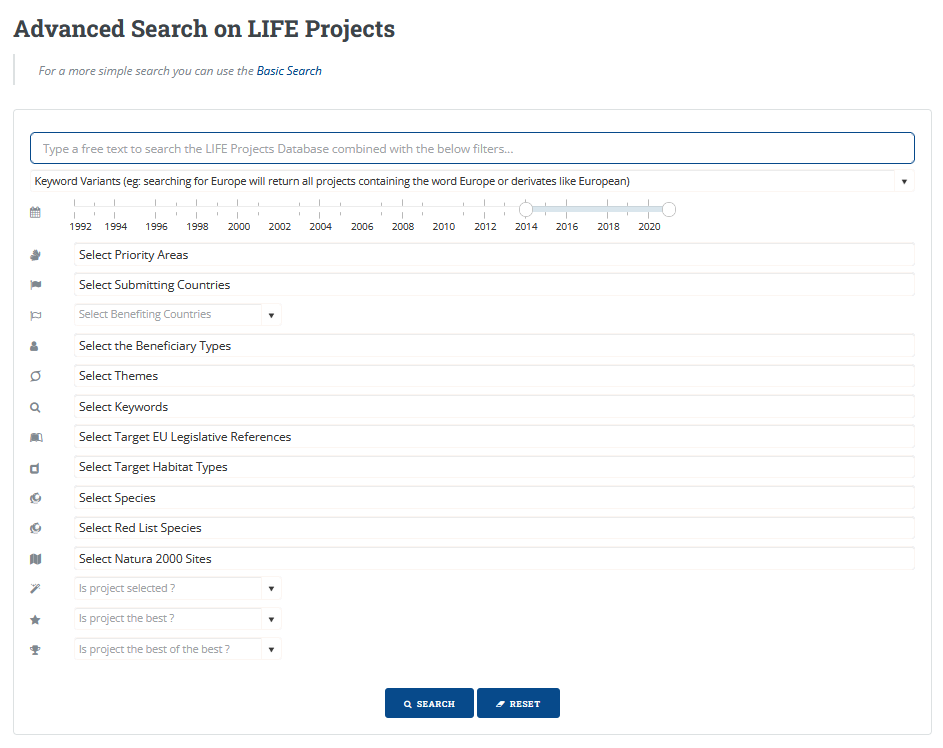 Advanced Search on LIFE Projects
For a more simple search you can use the Basic Search
Type a free text to search the LIFE Projects Database combined with the below filters...
Keyword Variants (eg: searching for Europe will return all projects containing the word Europe or derivates like European)
1992 1994 1996 1998 2000 2002 2004 2006 2008 2010 2012 2014 2016 2018 2020
Select Priority Areas
Select Submitting Countries
Select Benefiting Countries
Select the Beneficiary Types
Select Themes
Select Keywords
Select Target EU Legislative References
Select Target Habitat Types
Select Species
Select Red List Species
Select Natura 2000 Sites
Is project selected ?
Is project the best ?
Is project the best of the best ?
SEARCH RESET